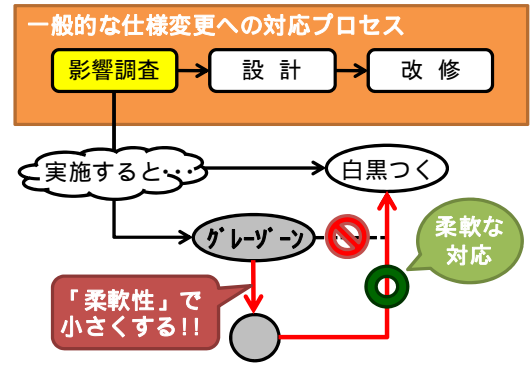 一般的な仕様変更への対応プロセス
影響調査
設 計
改 修
実施すると・・・
白黒つく
グレーゾーン
柔軟な
対応
「柔軟性」で
小さくする!!